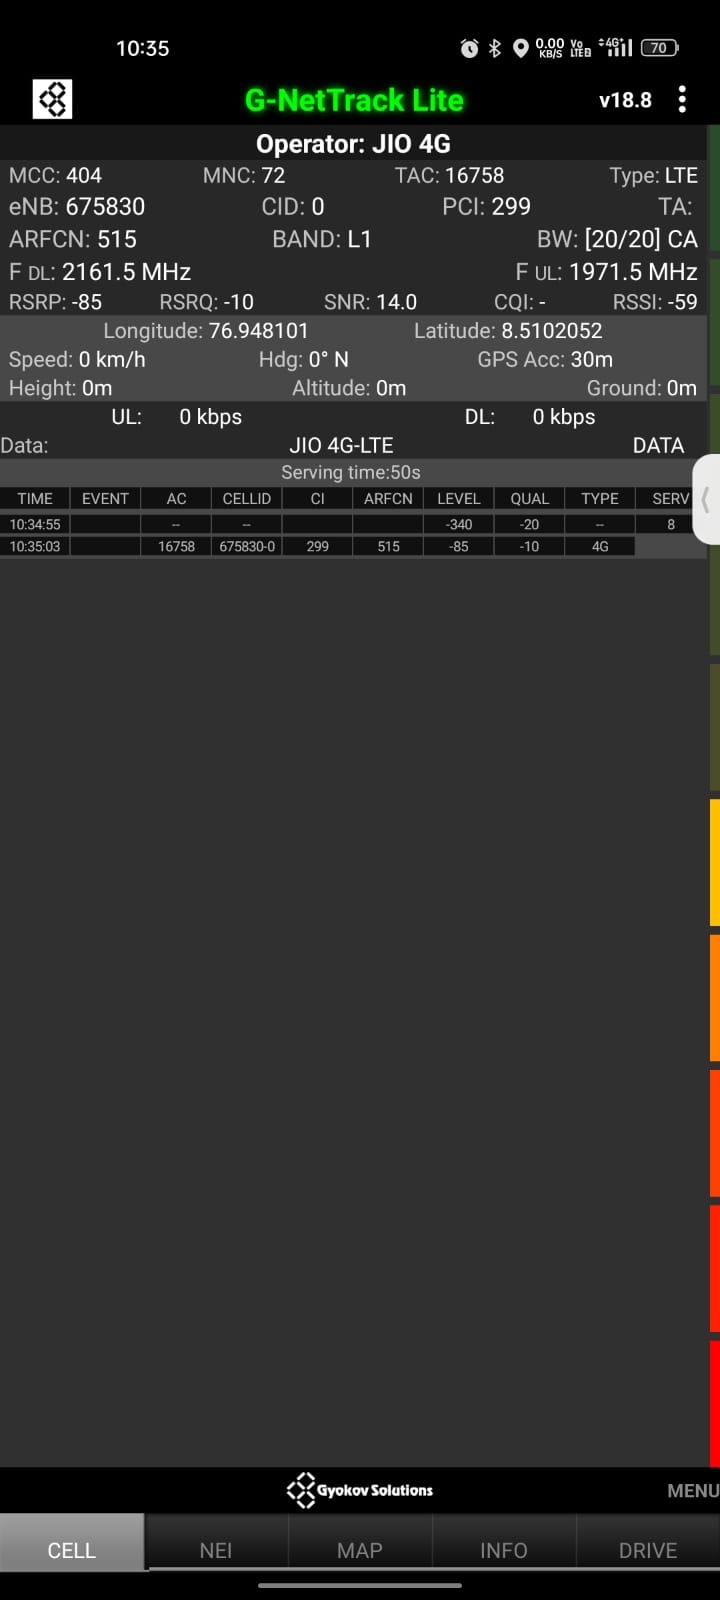 10:35 0.00 KB/S Vo LTE 4G+ 70
G-NetTrack Lite v18.8
Operator: JIO 4G
MCC: 404 MNC: 72 TAC: 16758 Type: LTE
eNB: 675830 CID: 0 PCI: 299 TA:
ARFCN: 515 BAND: L1 BW: [20/20] CA
F DL: 2161.5 MHz F UL: 1971.5 MHz
RSRP: -85 RSRQ: -10 SNR: 14.0 CQI: - RSSI: -59
Longitude: 76.948101 Latitude: 8.5102052
Speed: 0 km/h Hdg: 0° N GPS Acc: 30m
Height: 0m Altitude: 0m Ground: 0m
UL: 0 kbps DL: 0 kbps
Data: JIO 4G-LTE DATA
Serving time:50s
TIME EVENT AC CELLID CI ARFCN LEVEL QUAL TYPE SERV
10:34:55 -- -- -340 -20 -- 8
10:35:03 16758 675830-0 299 515 -85 -10 4G
Gyokov Solutions MENU
CELL NEI MAP INFO DRIVE